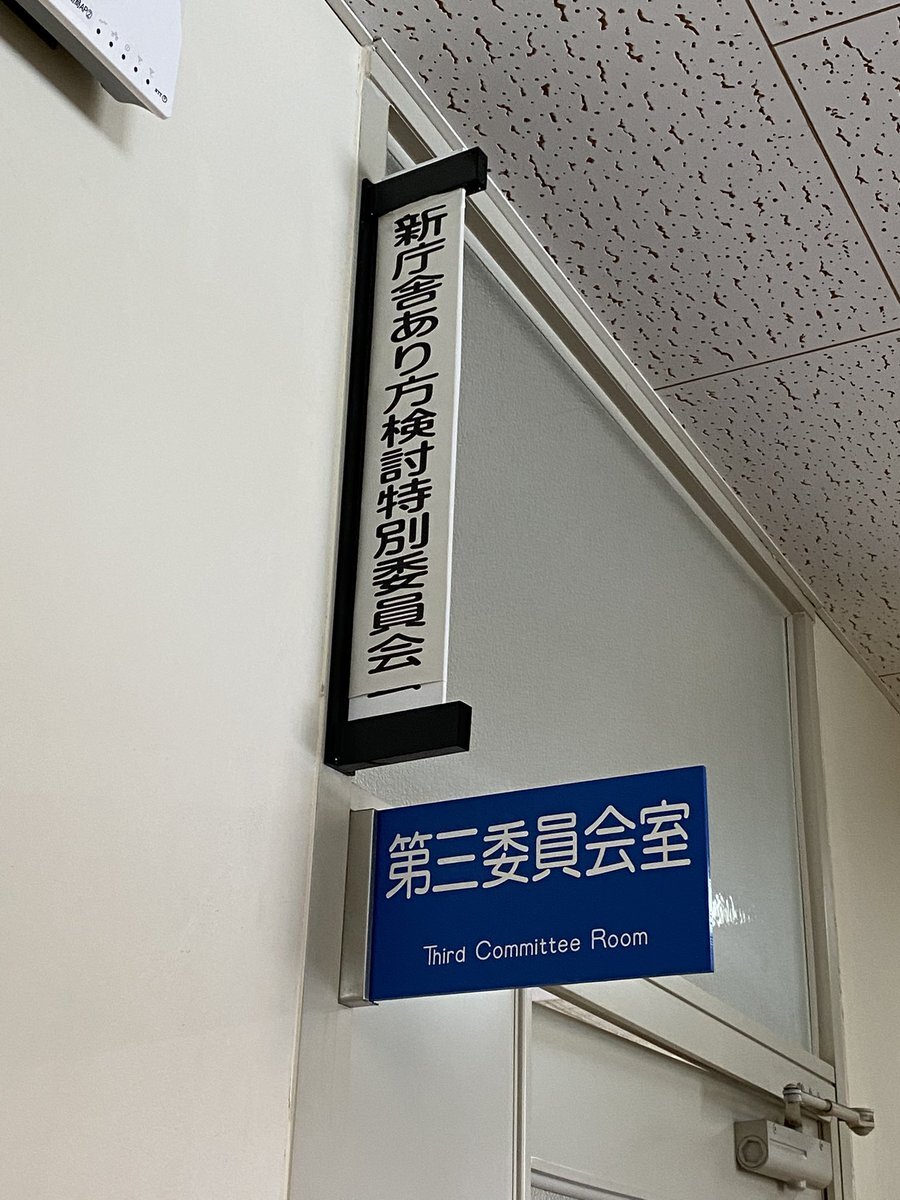 新庁舎あり方検討特別委員会
第三委員会室
Third Committee Room